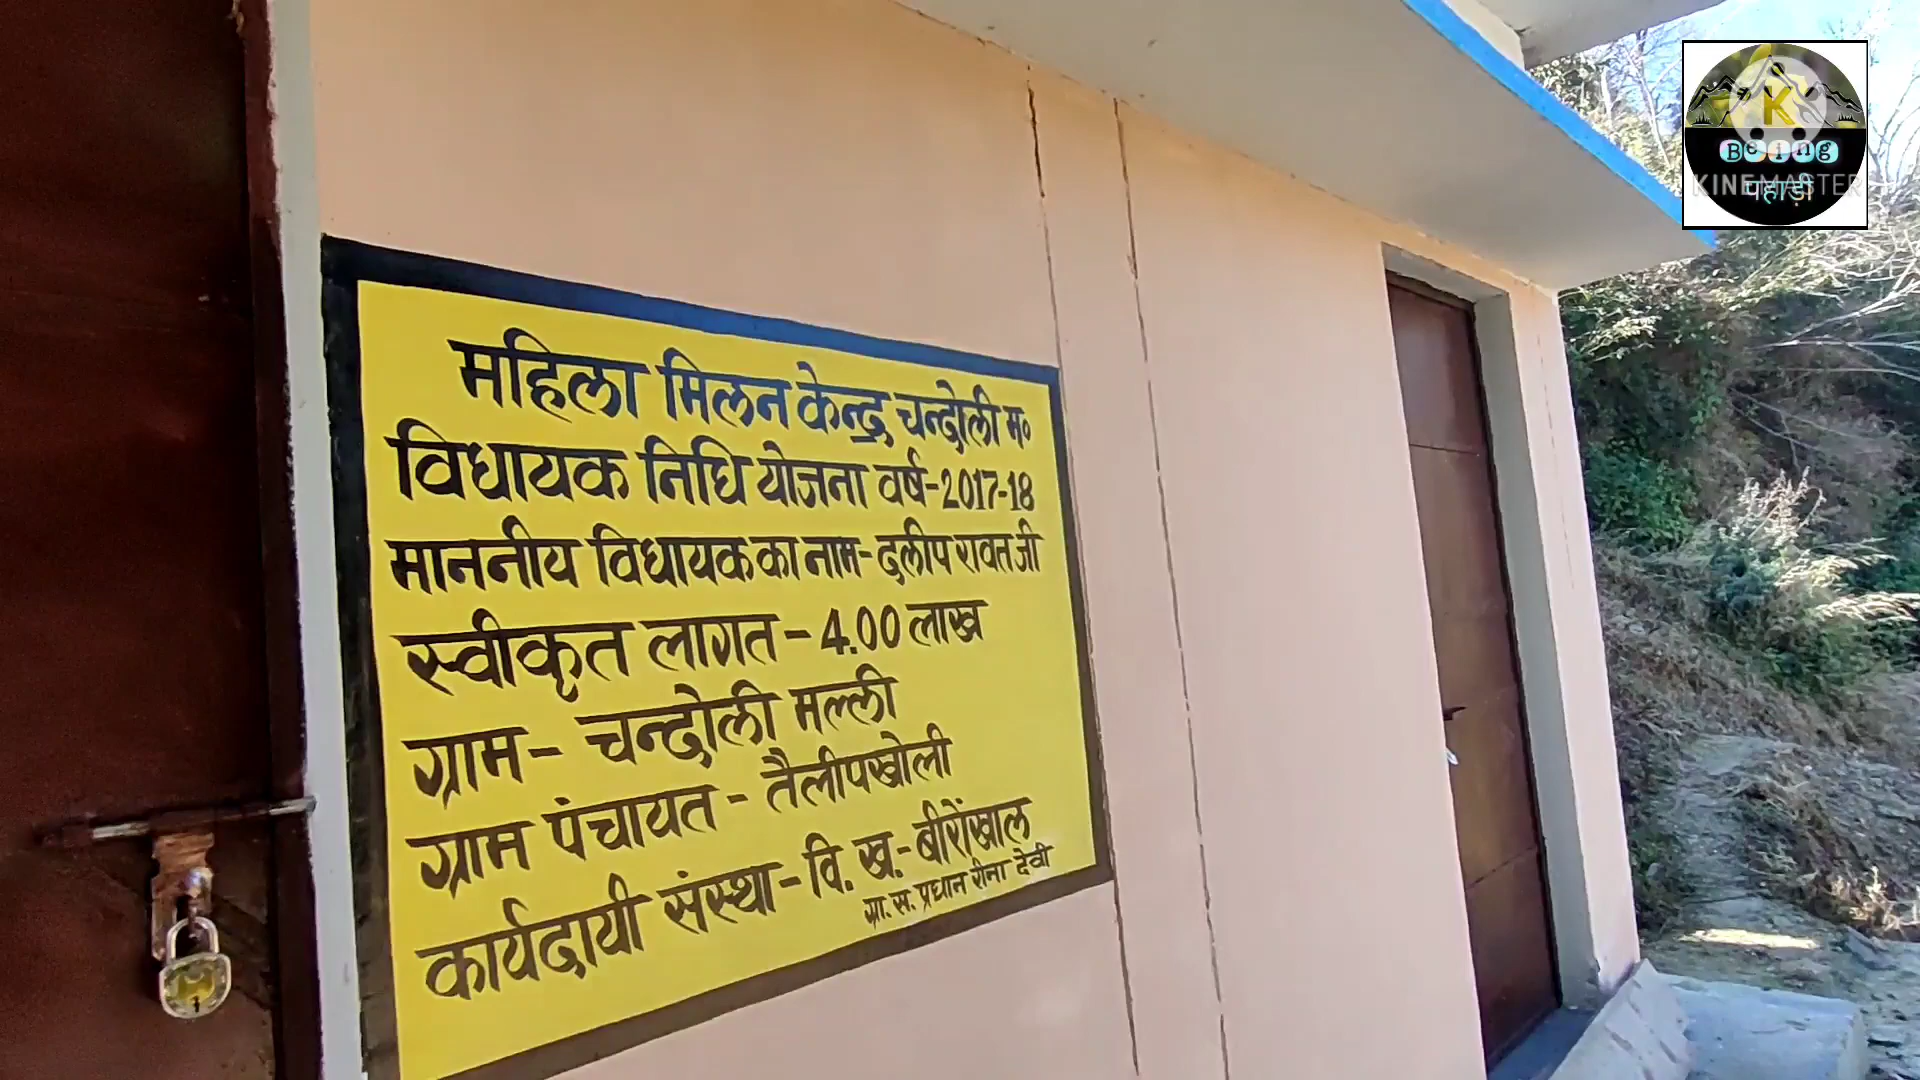 महिला मिलन केन्द्र चन्दोली म०
विधायक निधि योजना वर्ष-2017-18
माननीय विधायक का नाम-दलीप रावत जी
स्वीकृत लागत-4.00 लाख
ग्राम-चन्दोली मल्ली
ग्राम पंचायत-तैलीपखोली
कार्यदायी संस्था-वि. ख.-बीरोंखाल
ग्रा. स. प्रधान रीना देवी
K
Being
KINEMASTER
पहाड़ी